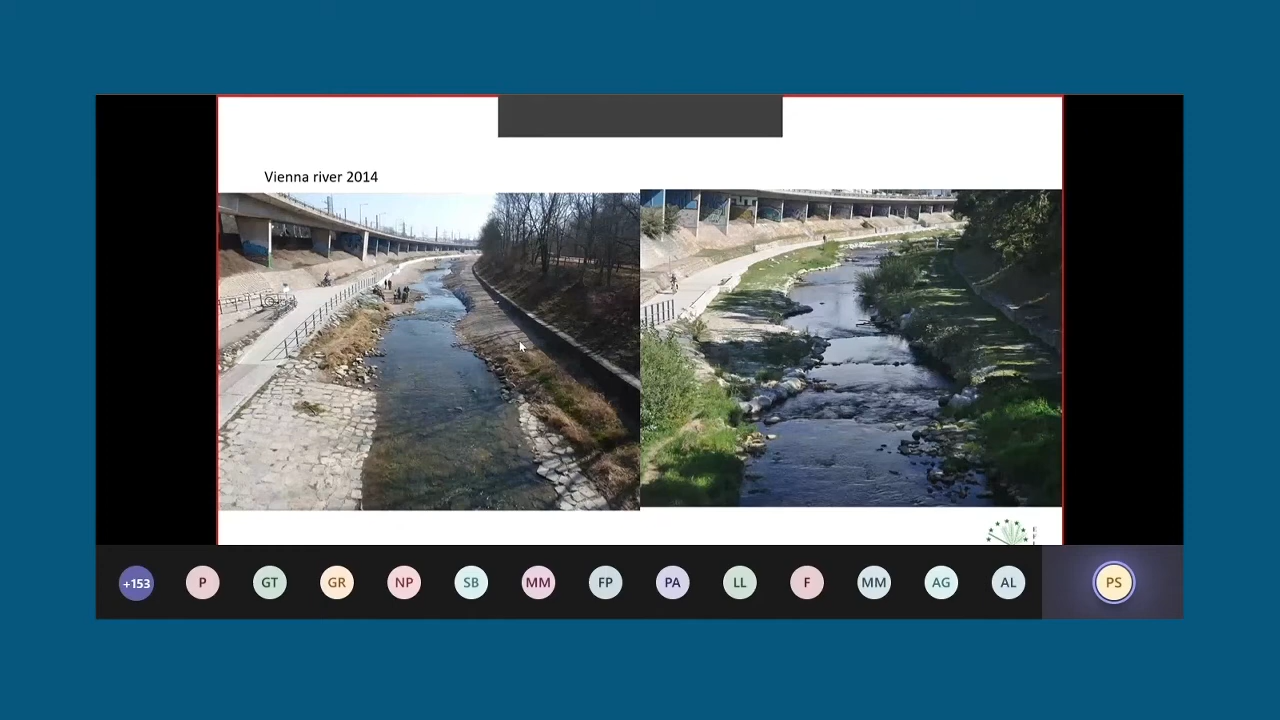 Vienna river 2014
+153
P
GT
GR
NP
SB
MM
FP
PA
LL
F
MM
AG
AL
PS